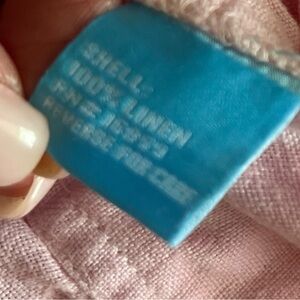 SHELL:
100% LINEN
RN#
REVERSE FOR CARE